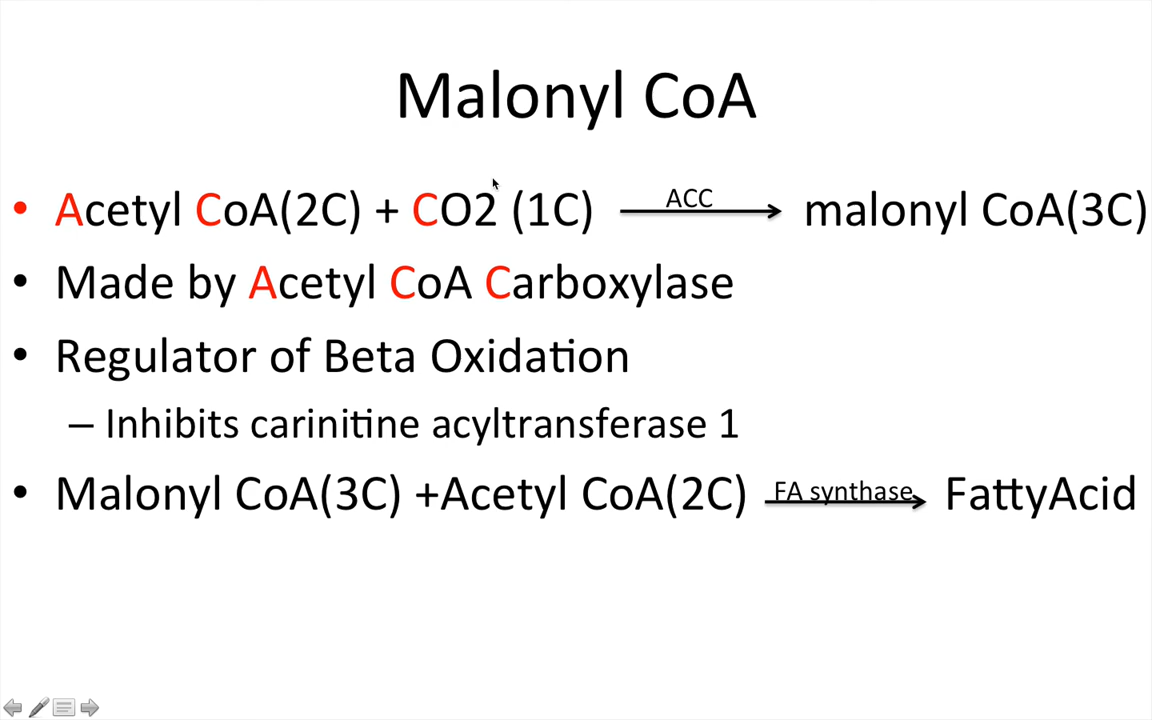 Malonyl CoA
• Acetyl CoA(2C) + CO2 (1C) ACC malonyl CoA(3C)
• Made by Acetyl CoA Carboxylase
• Regulator of Beta Oxidation
– Inhibits carinitine acyltransferase 1
• Malonyl CoA(3C) +Acetyl CoA(2C) FA synthase FattyAcid